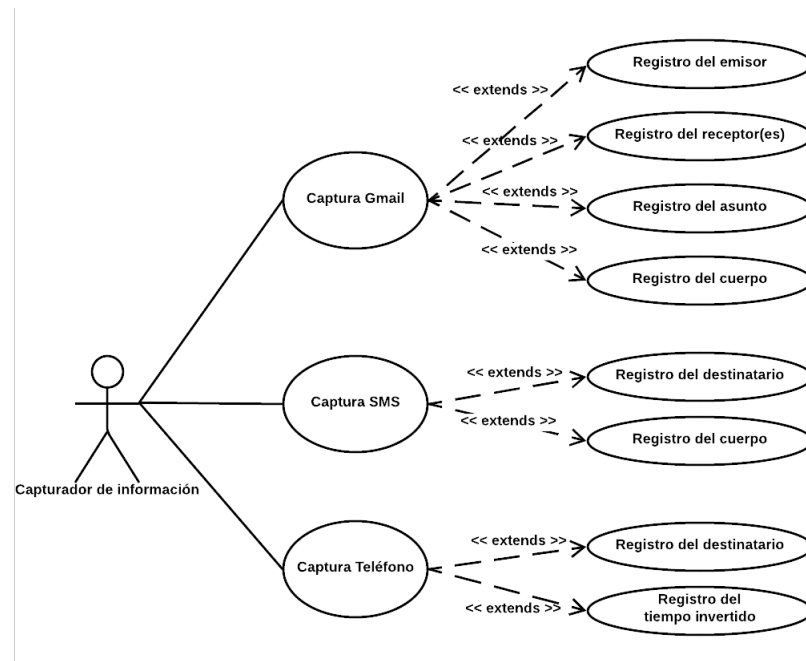 Registro del emisor
<< extends >>
Registro del receptor(es)
<< extends >>
Captura Gmail
<< extends >>
Registro del asunto
<< extends >>
Registro del cuerpo
<< extends >>
Registro del destinatario
Captura SMS
<< extends >>
Registro del cuerpo
Capturador de información
<< extends >>
Registro del destinatario
Captura Teléfono
<< extends >>
Registro del
tiempo invertido